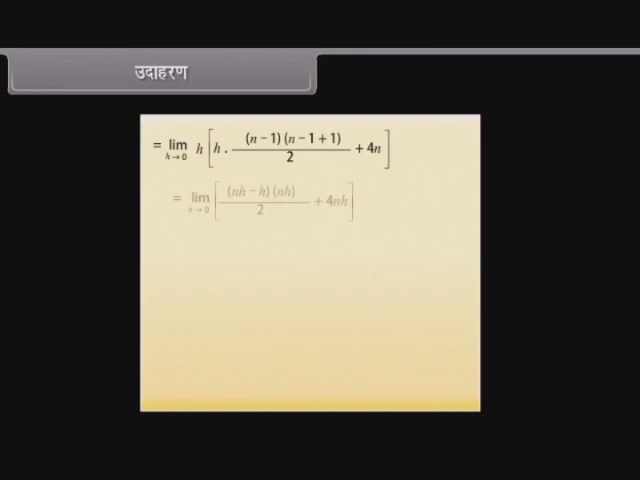 उदाहरण
= lim h→0 h [h . (n – 1) (n – 1 + 1) / 2 + 4n]
= lim h→0 [(nh – h) (nh) / 2 + 4nh]